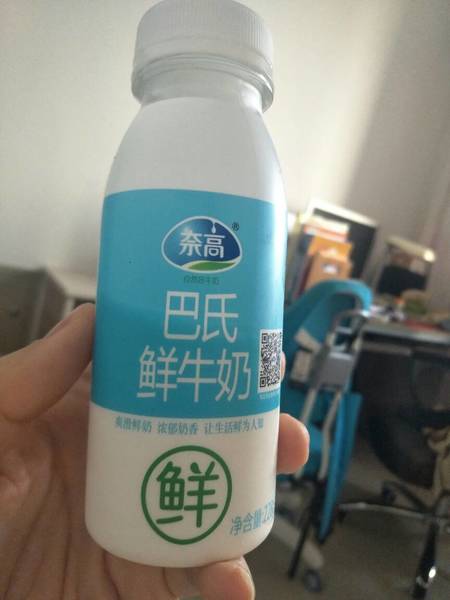 奈高®
巴氏
鲜牛奶
爽滑鲜奶 浓郁奶香 让生活鲜为人知
鲜
净含量: